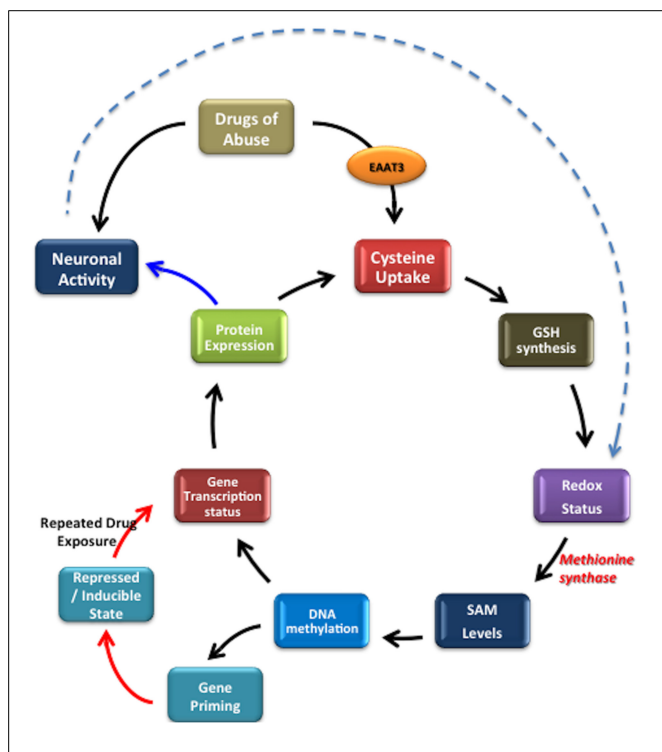 Drugs of
Abuse
EAAT3
Neuronal
Activity
Cysteine
Uptake
Protein
Expression
GSH
synthesis
Gene
Transcription
status
Redox
Status
Repeated Drug
Exposure
Methionine
synthase
Repressed
/ Inducible
State
DNA
methylation
SAM
Levels
Gene
Priming